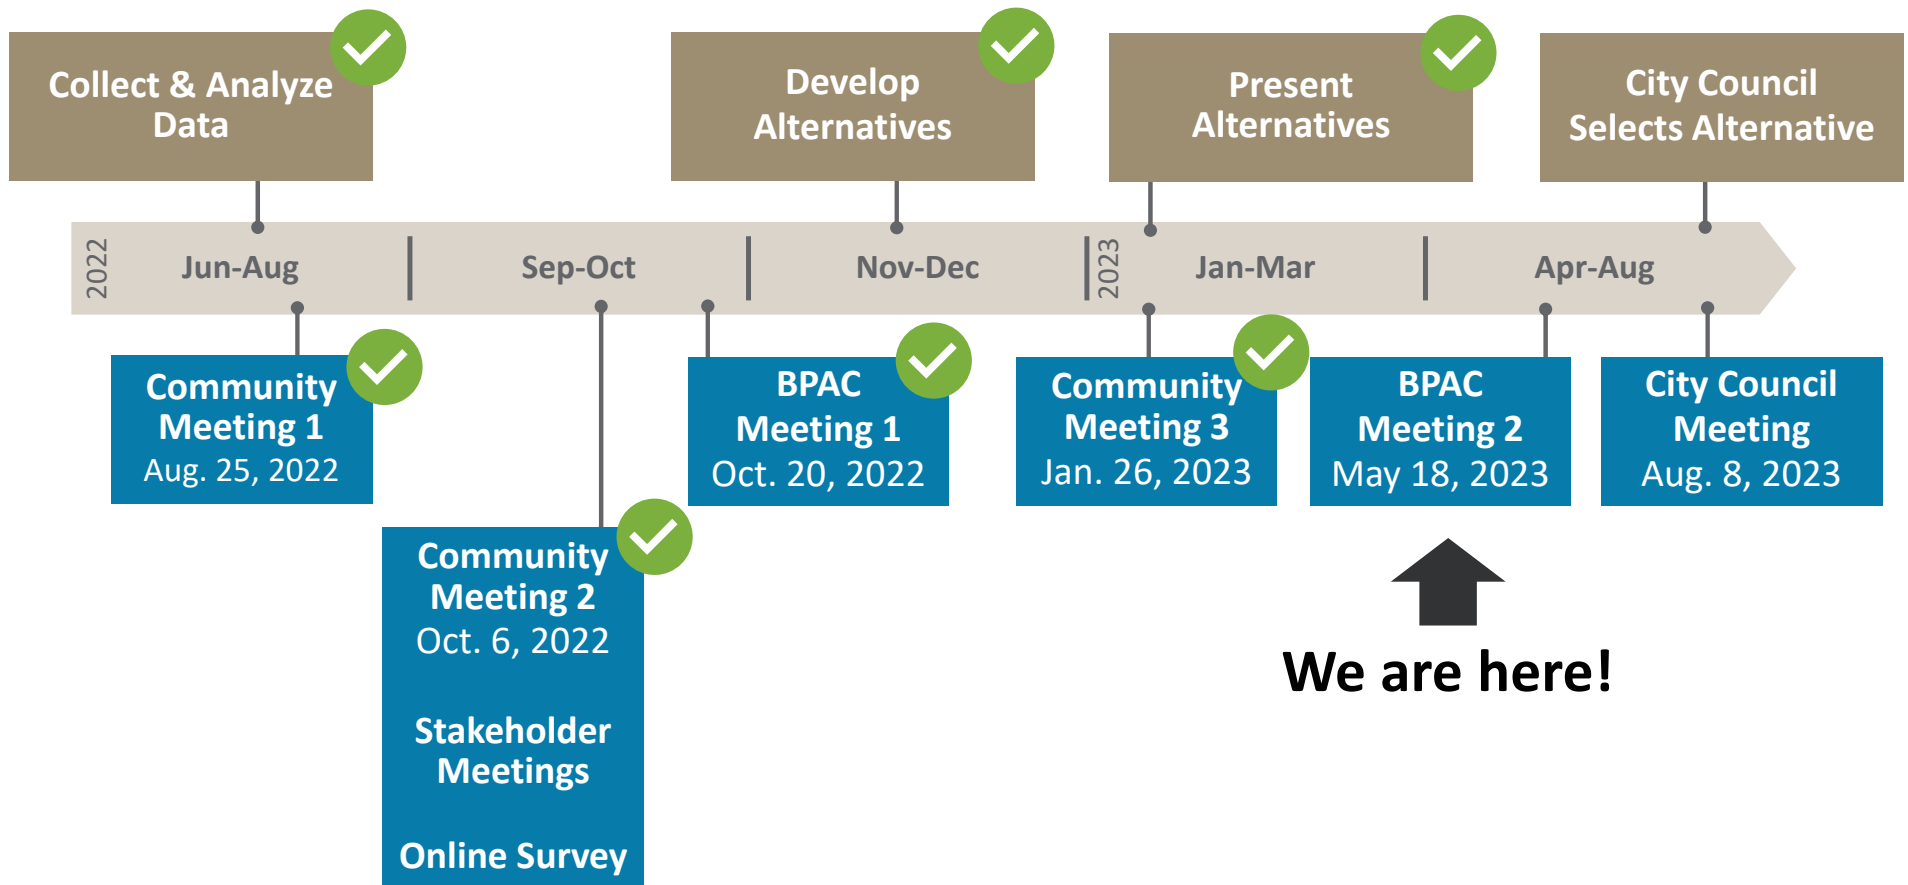 Collect & Analyze
Data
Develop
Alternatives
Present
Alternatives
City Council
Selects Alternative
2022
Jun-Aug
Sep-Oct
Nov-Dec
2023
Jan-Mar
Apr-Aug
Community
Meeting 1
Aug. 25, 2022
Community
Meeting 2
Oct. 6, 2022
Stakeholder
Meetings
Online Survey
BPAC
Meeting 1
Oct. 20, 2022
Community
Meeting 3
Jan. 26, 2023
BPAC
Meeting 2
May 18, 2023
City Council
Meeting
Aug. 8, 2023
We are here!